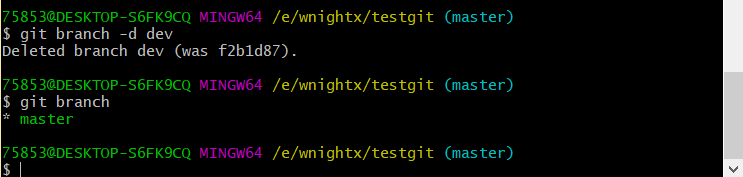 75853@DESKTOP-S6FK9CQ MINGW64 /e/wnightx/testgit (master)
$ git branch -d dev
Deleted branch dev (was f2b1d87).
75853@DESKTOP-S6FK9CQ MINGW64 /e/wnightx/testgit (master)
$ git branch
* master
75853@DESKTOP-S6FK9CQ MINGW64 /e/wnightx/testgit (master)
$